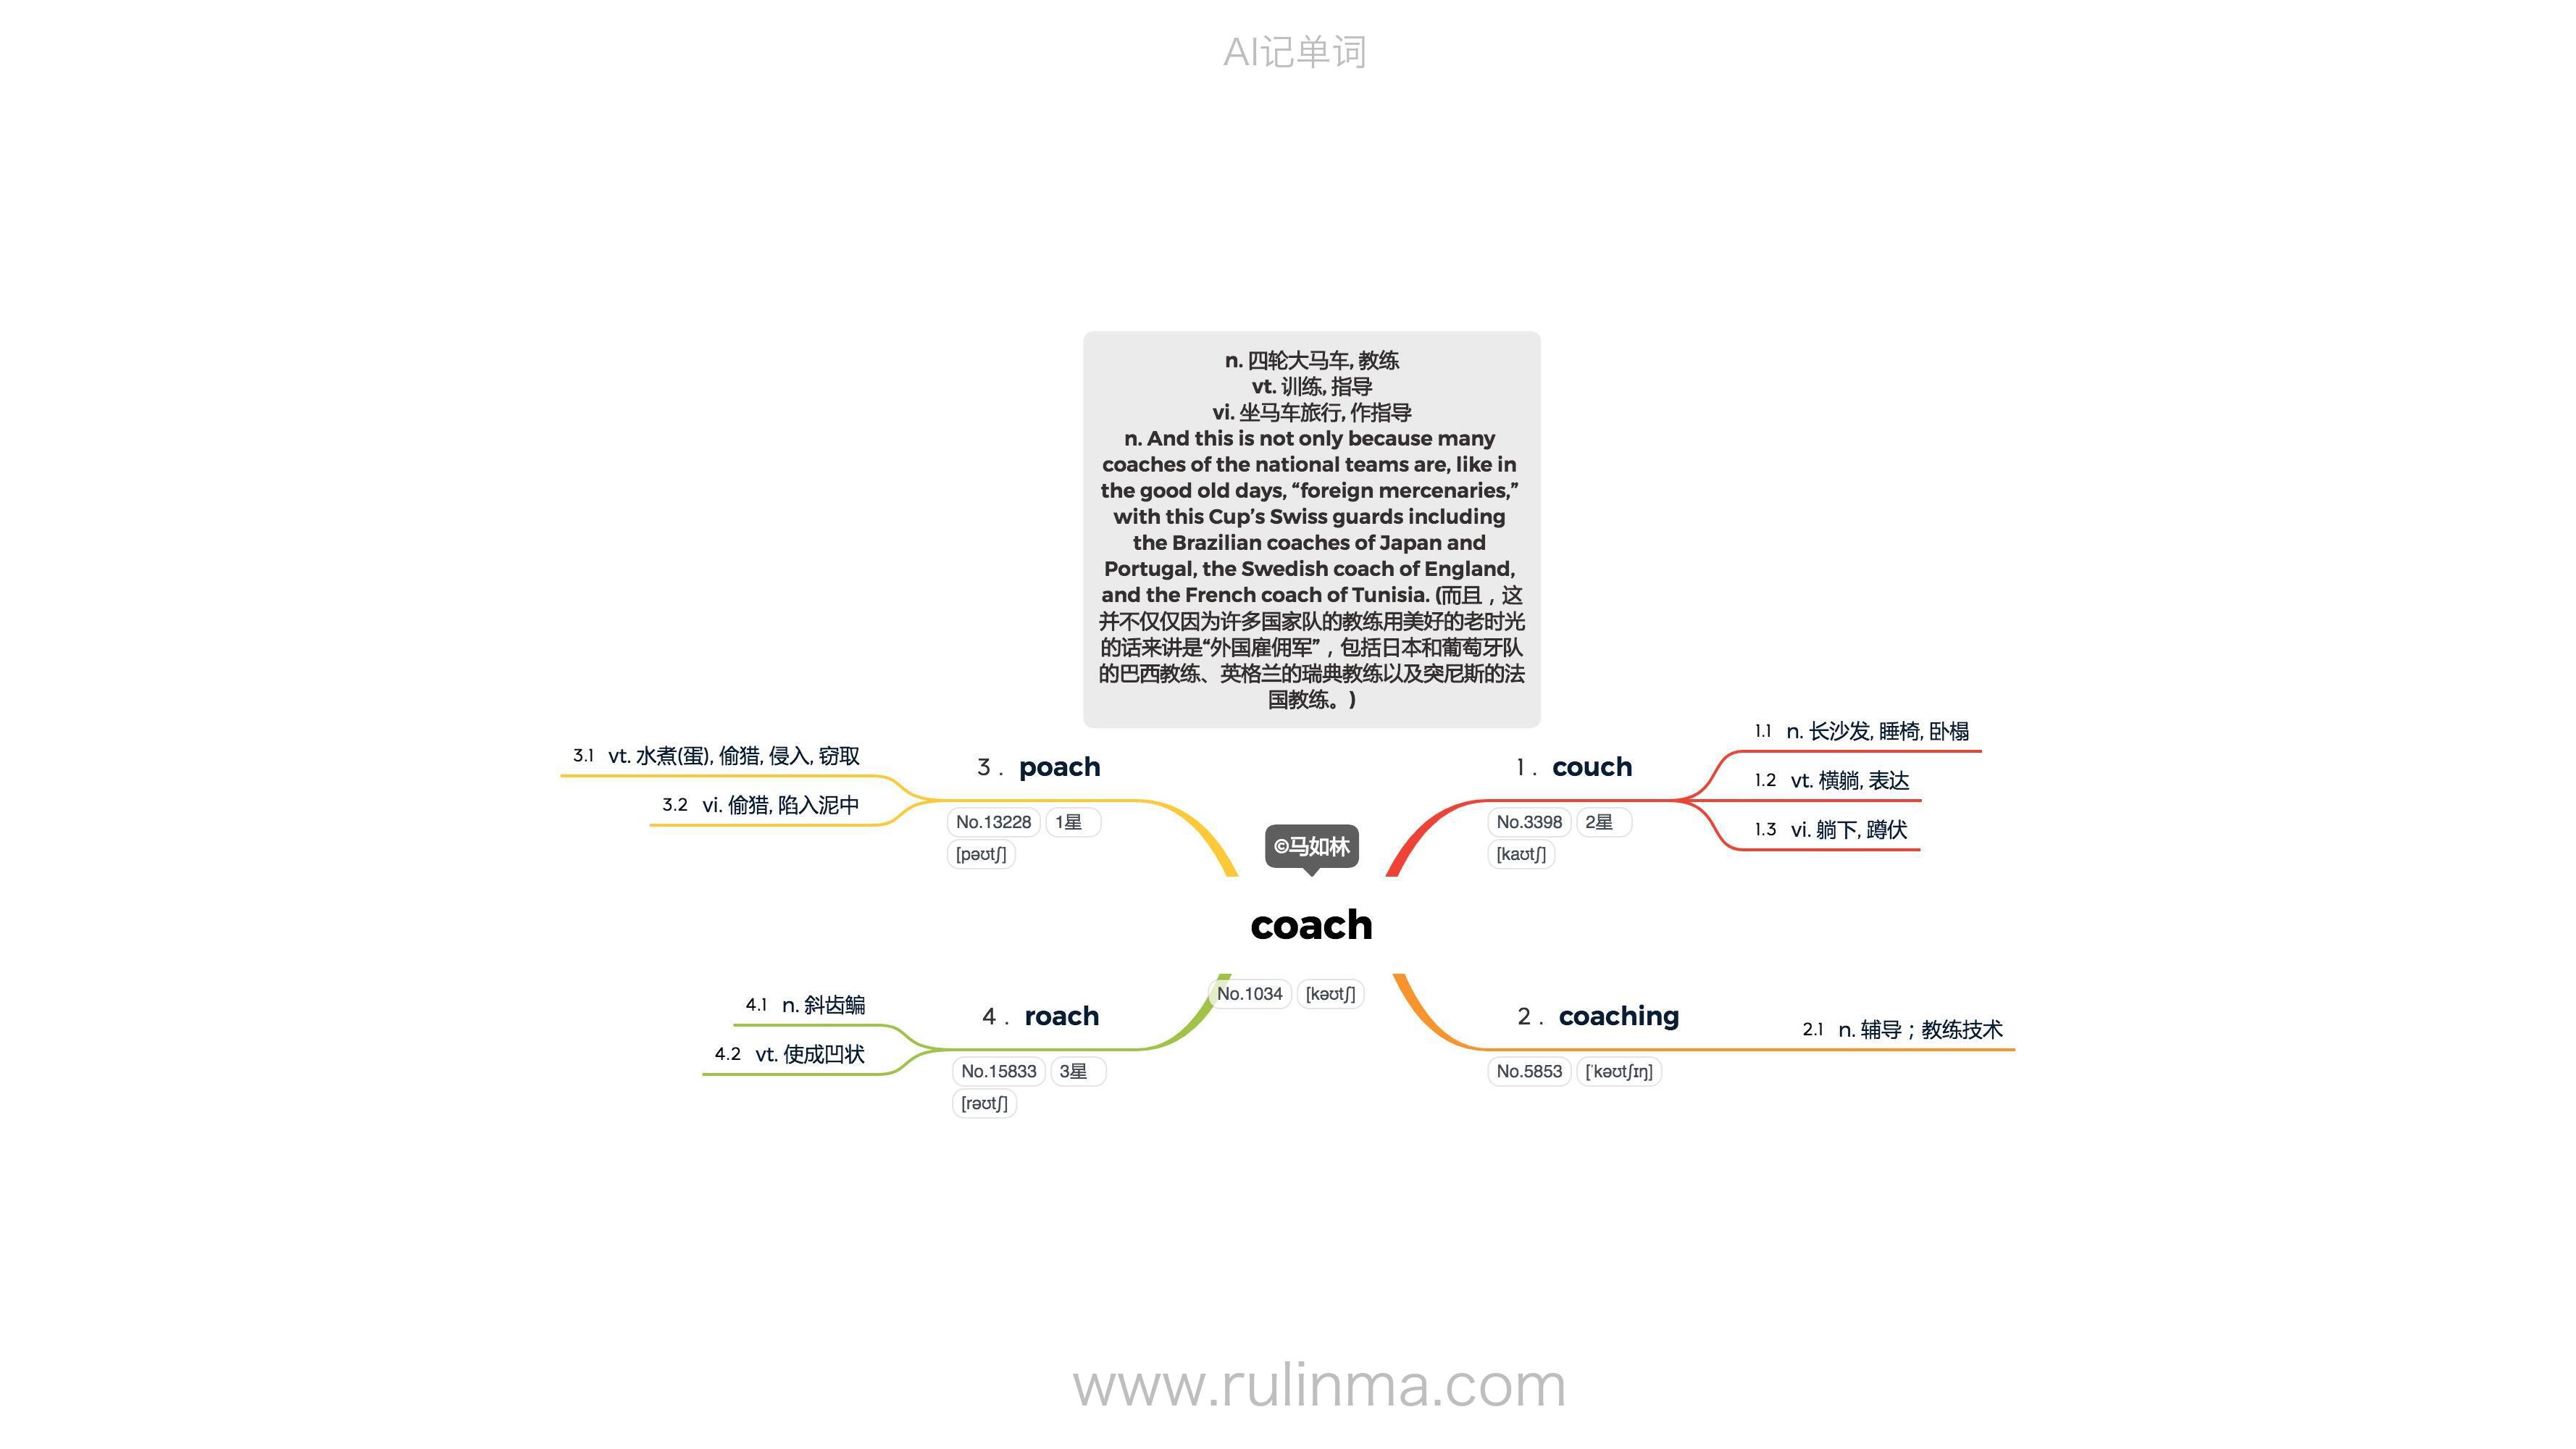 AI记单词
n. 四轮大马车, 教练
vt. 训练, 指导
vi. 坐马车旅行, 作指导
n. And this is not only because many
coaches of the national teams are, like in
the good old days, “foreign mercenaries,”
with this Cup’s Swiss guards including
the Brazilian coaches of Japan and
Portugal, the Swedish coach of England,
and the French coach of Tunisia. (而且，这
并不仅仅因为许多国家队的教练用美好的老时光
的话来讲是“外国雇佣军”，包括日本和葡萄牙队
的巴西教练、英格兰的瑞典教练以及突尼斯的法
国教练。)
©马如林
coach
No.1034 [kəʊtʃ]
1. couch
No.3398 2星
[kaʊtʃ]
1.1 n. 长沙发, 睡椅, 卧榻
1.2 vt. 横躺, 表达
1.3 vi. 躺下, 蹲伏
2. coaching
No.5853 [ˈkəʊtʃɪŋ]
2.1 n. 辅导；教练技术
3. poach
No.13228 1星
[pəʊtʃ]
3.1 vt. 水煮(蛋), 偷猎, 侵入, 窃取
3.2 vi. 偷猎, 陷入泥中
4. roach
No.15833 3星
[rəʊtʃ]
4.1 n. 斜齿鳊
4.2 vt. 使成凹状
www.rulinma.com